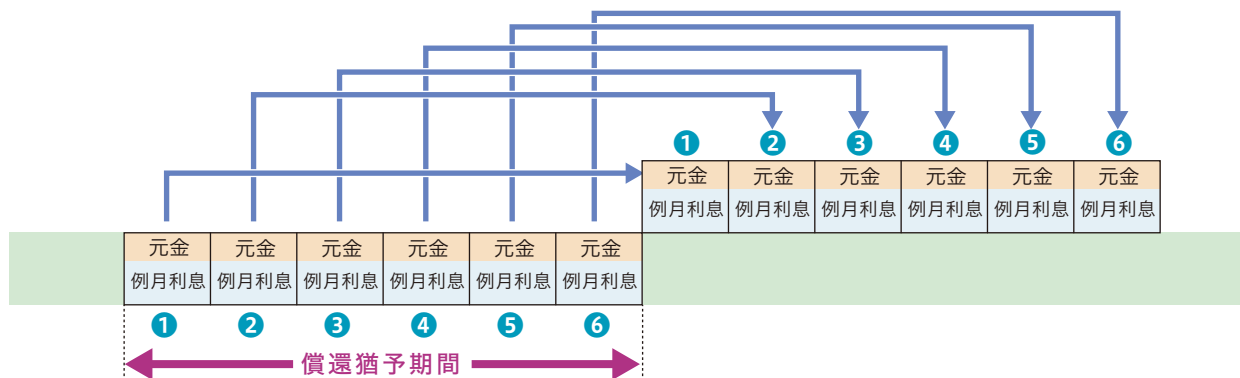 ❶ ❷ ❸ ❹ ❺ ❻
元金 元金 元金 元金 元金 元金
例月利息 例月利息 例月利息 例月利息 例月利息 例月利息
元金 元金 元金 元金 元金 元金
例月利息 例月利息 例月利息 例月利息 例月利息 例月利息
❶ ❷ ❸ ❹ ❺ ❻
償還猶予期間